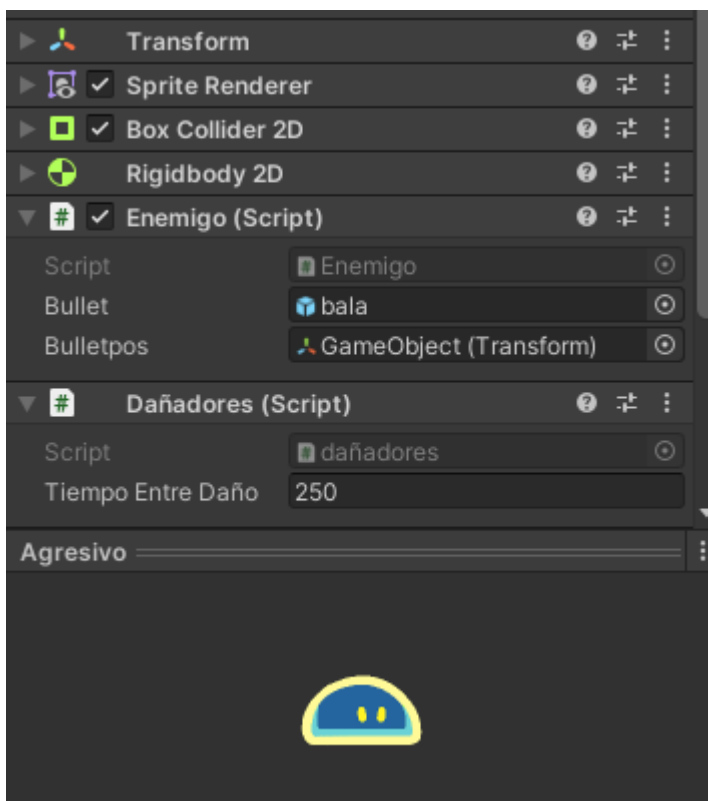 Transform
Sprite Renderer
Box Collider 2D
Rigidbody 2D
# Enemigo (Script)
Script # Enemigo
Bullet bala
Bulletpos GameObject (Transform)
# Dañadores (Script)
Script # dañadores
Tiempo Entre Daño 250
Agresivo